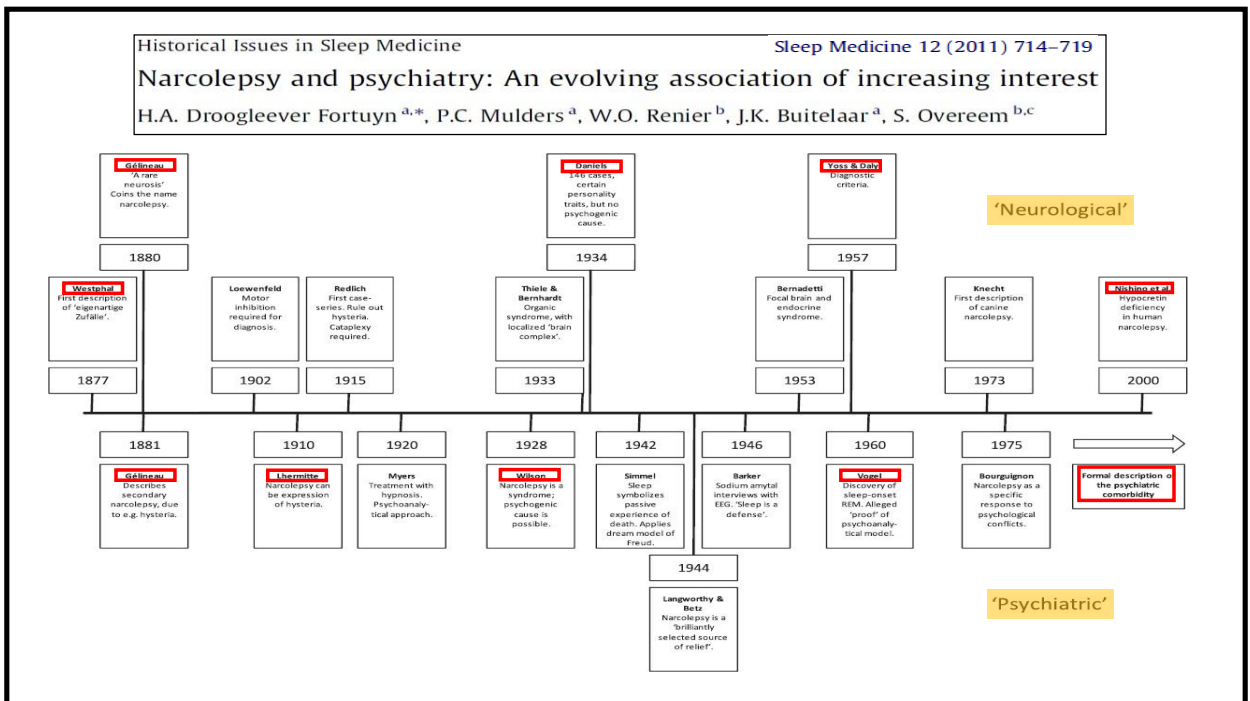 Historical Issues in Sleep Medicine
Sleep Medicine 12 (2011) 714–719
Narcolepsy and psychiatry: An evolving association of increasing interest
H.A. Droogleever Fortuyn a,*, P.C. Mulders a, W.O. Renier b, J.K. Buitelaar a, S. Overeem b,c
Gélineau
'A rare
neurosis'
Coins the name
narcolepsy.
1880
Daniels
146 cases,
certain
personality
traits, but no
psychogenic
cause.
1934
Yoss & Daly
Diagnostic
criteria.
1957
'Neurological'
Westphal
First description
of 'eigenartige
Zufälle'.
1877
Loewenfeld
Motor
inhibition
required for
diagnosis.
1902
Redlich
First case-
series. Rule out
hysteria.
Cataplexy
required.
1915
Thiele &
Bernhardt
Organic
syndrome, with
localized 'brain
complex'.
1933
Bernadetti
Focal brain and
endocrine
syndrome.
1953
Knecht
First description
of canine
narcolepsy.
1973
Nishino et al.
Hypocretin
deficiency
in human
narcolepsy.
2000
1881
Gélineau
Describes
secondary
narcolepsy, due
to e.g. hysteria.
1910
Lhermitte
Narcolepsy can
be expression
of hysteria.
1920
Myers
Treatment with
hypnosis.
Psychoanaly-
tical approach.
1928
Wilson
Narcolepsy is a
syndrome;
psychogenic
cause is
possible.
1942
Simmel
Sleep
symbolizes
passive
experience of
death. Applies
dream model of
Freud.
1946
Barker
Sodium amytal
interviews with
EEG. 'Sleep is a
defense'.
1960
Vogel
Discovery of
sleep-onset
REM. Alleged
'proof' of
psychoanaly-
tical model.
1975
Bourguignon
Narcolepsy as a
specific
response to
psychological
conflicts.
Formal description o
the psychiatric
comorbidity
1944
Langworthy &
Betz
Narcolepsy is a
'brilliantly
selected source
of relief'.
'Psychiatric'